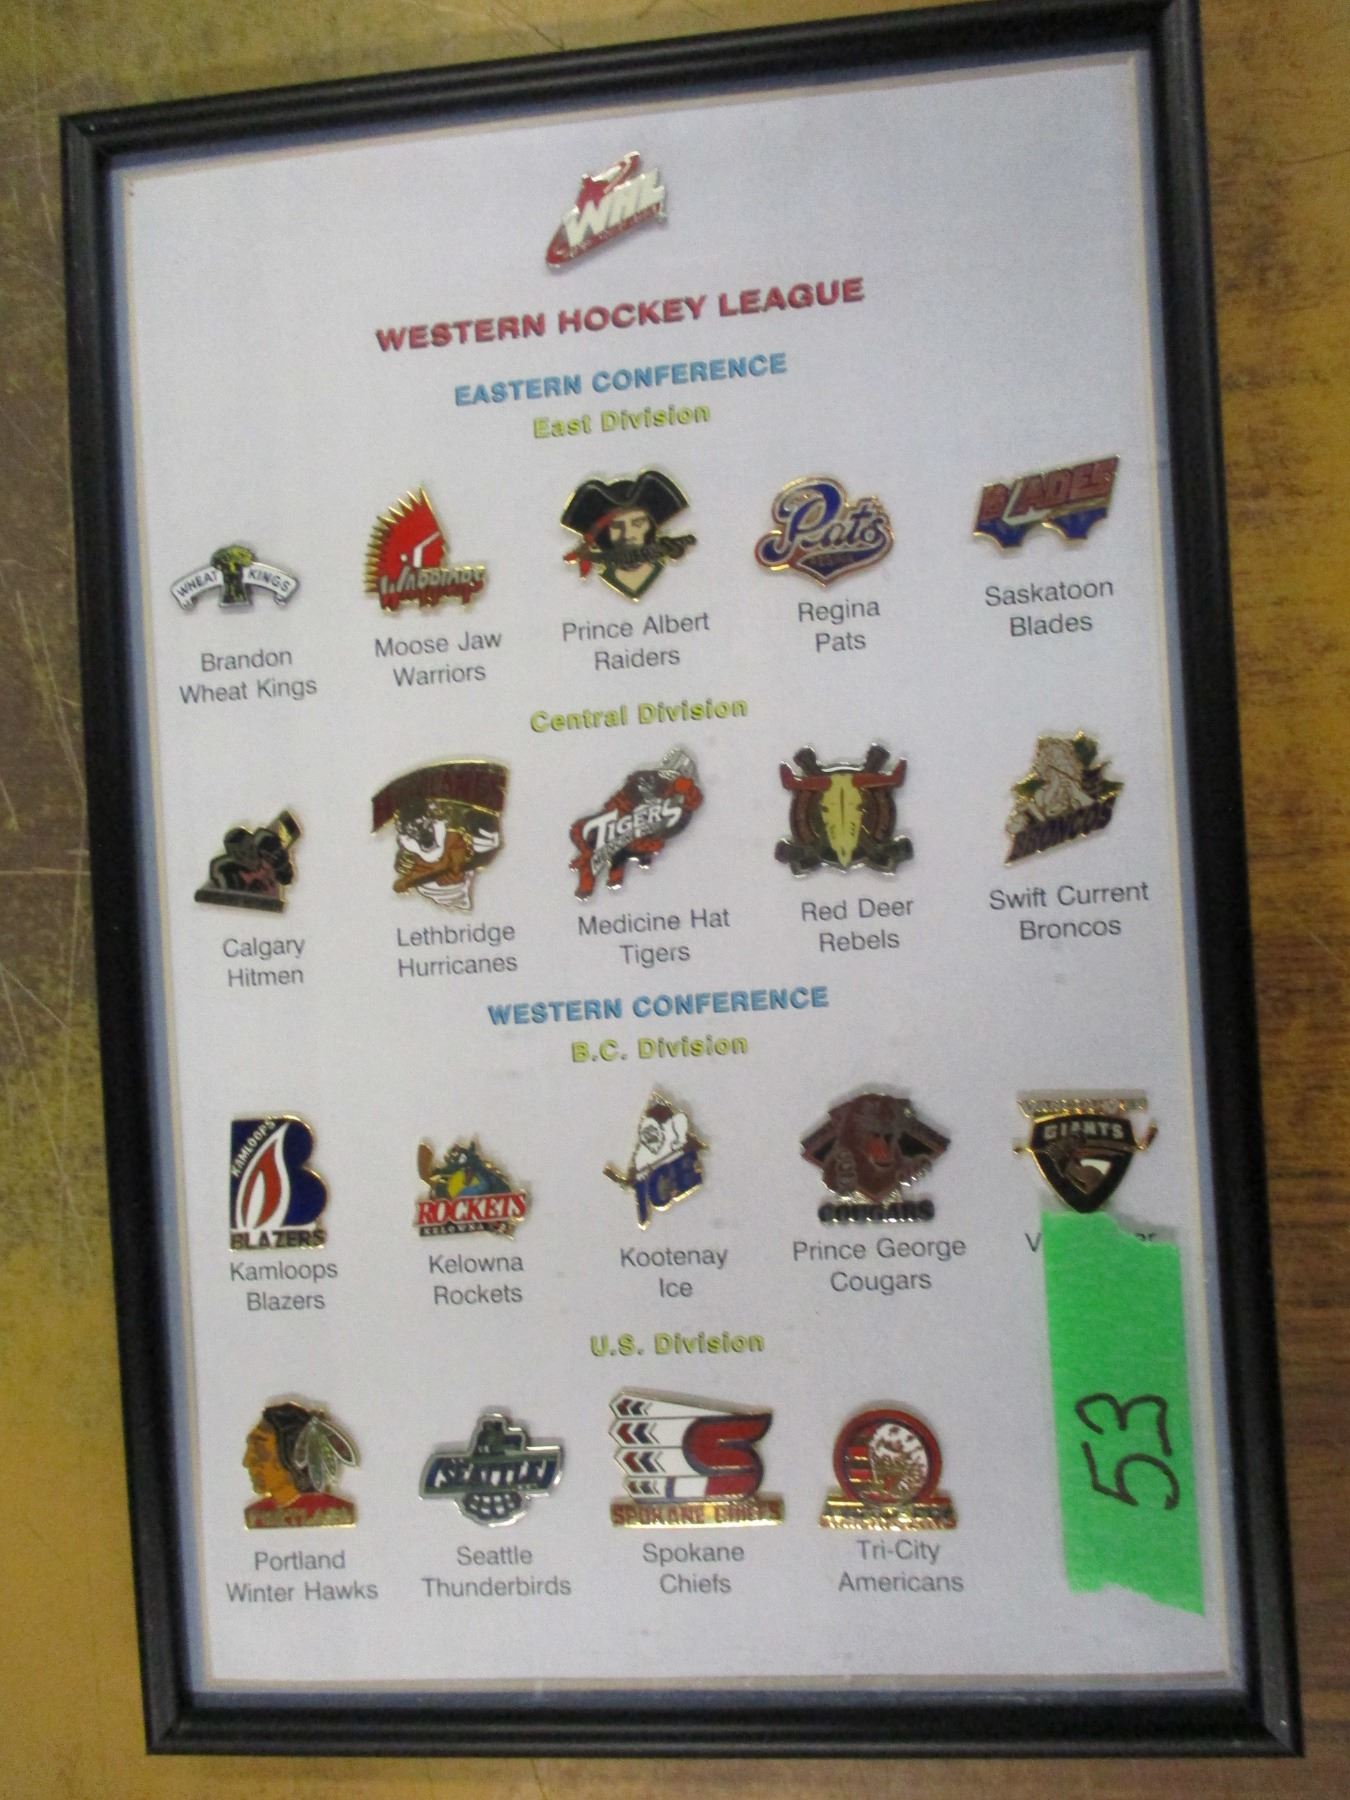 WHL
WESTERN HOCKEY LEAGUE
EASTERN CONFERENCE
East Division
WHEAT KINGS
WARRIORS
Pats
BLADES
Brandon
Wheat Kings
Moose Jaw
Warriors
Prince Albert
Raiders
Regina
Pats
Saskatoon
Blades
Central Division
TIGERS
BRONCOS
Calgary
Hitmen
Lethbridge
Hurricanes
Medicine Hat
Tigers
Red Deer
Rebels
Swift Current
Broncos
WESTERN CONFERENCE
B.C. Division
KAMLOOPS
BLAZERS
ROCKETS
KELOWNA
ICE
COUGARS
GIANTS
Kamloops
Blazers
Kelowna
Rockets
Kootenay
Ice
Prince George
Cougars
U.S. Division
PORTLAND
SEATTLE
SPOKANE CHIEFS
Portland
Winter Hawks
Seattle
Thunderbirds
Spokane
Chiefs
Tri-City
Americans
53